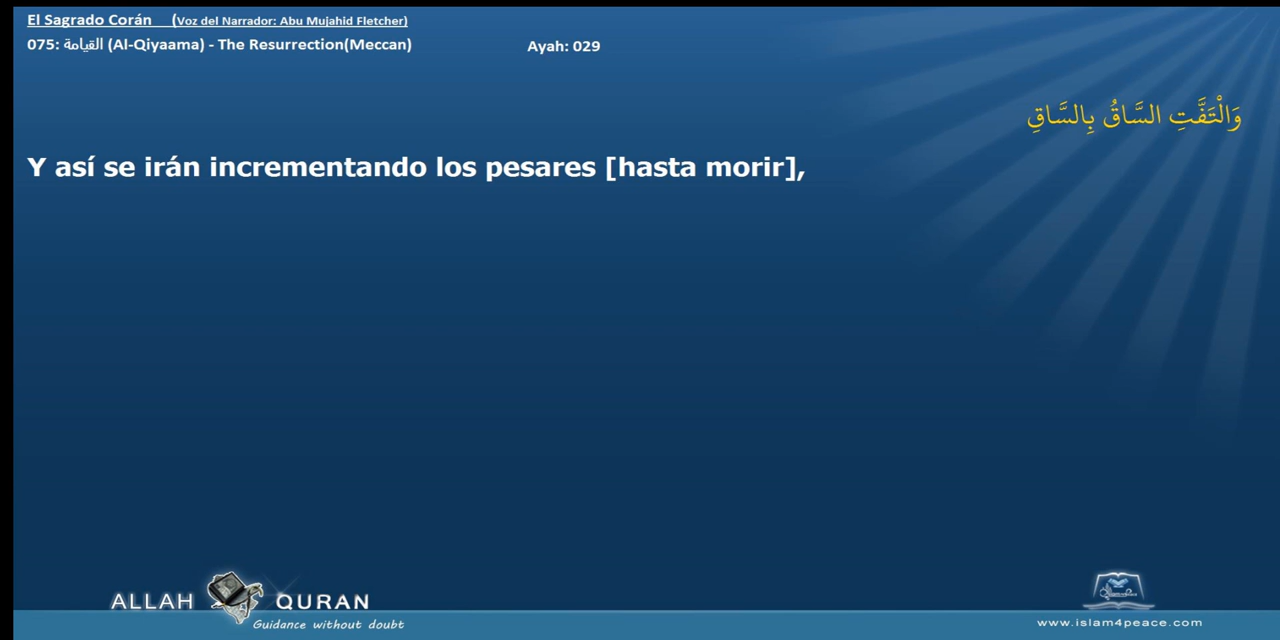 El Sagrado Corán (Voz del Narrador: Abu Mujahid Fletcher)
075: القيامة (Al-Qiyaama) - The Resurrection(Meccan) Ayah: 029
وَالْتَفَّتِ السَّاقُ بِالسَّاقِ
Y así se irán incrementando los pesares [hasta morir],
ALLAH QURAN
Guidance without doubt
www.islam4peace.com